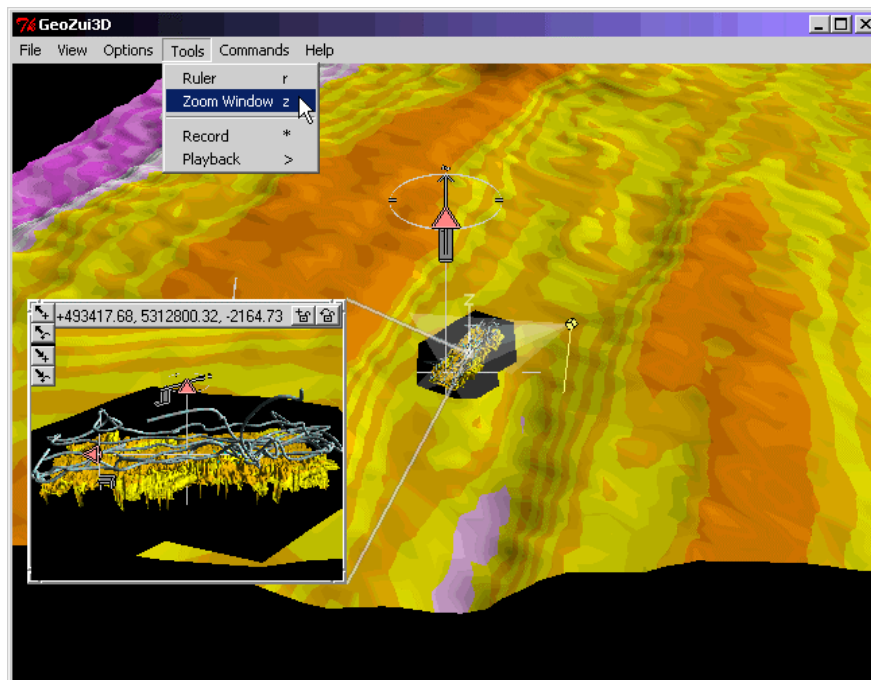 GeoZui3D
File View Options Tools Commands Help
Ruler r
Zoom Window z
Record *
Playback >
+493417.68, 5312800.32, -2164.73